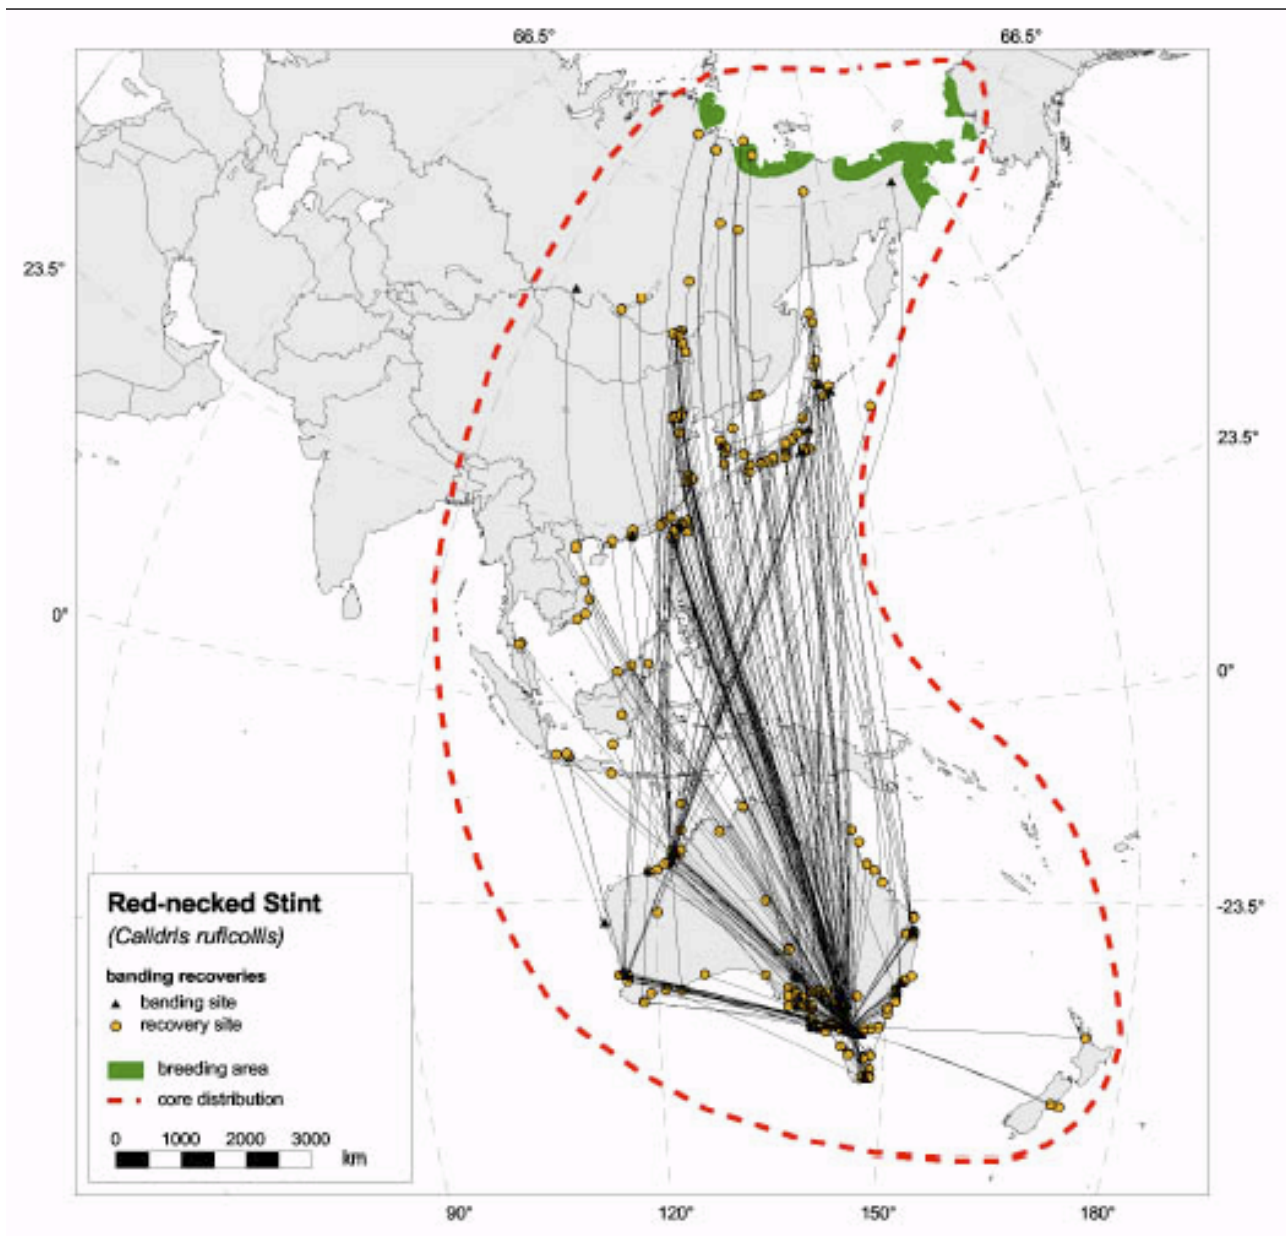 66.5° 66.5°
23.5°
23.5°
0°
0°
-23.5°
Red-necked Stint
(Calidris ruficollis)
banding recoveries
banding site
recovery site
breeding area
core distribution
0 1000 2000 3000
km
90° 120° 150° 180°